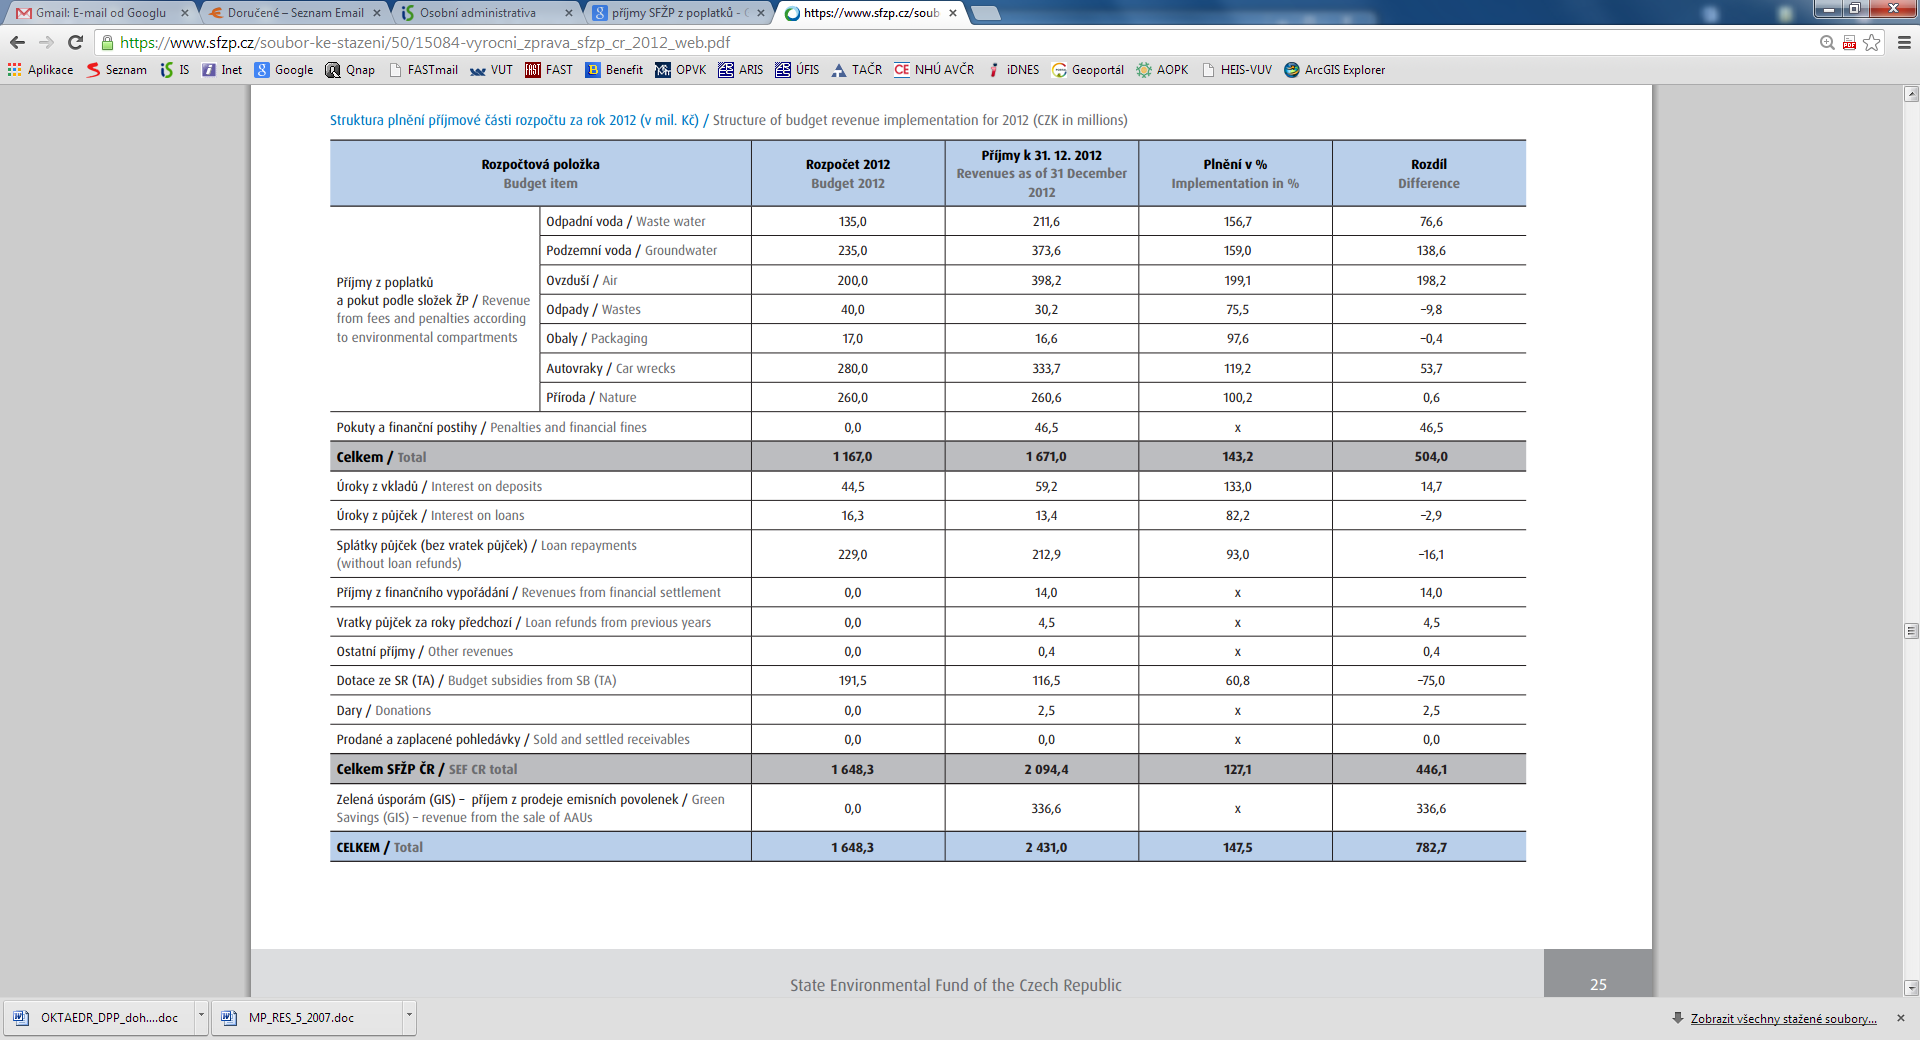 Gmail: E-mail od Googlu
Doručené – Seznam Email
Osobní administrativa
příjmy SFŽP z poplatků -
https://www.sfzp.cz/soub
https://www.sfzp.cz/soubor-ke-stazeni/50/15084-vyrocni_zprava_sfzp_cr_2012_web.pdf
Aplikace Seznam IS Inet Google Qnap FASTmail VUT FAST Benefit OPVK ARIS ÚFIS TAČR NHÚ AVČR iDNES Geoportál AOPK HEIS-VUV ArcGIS Explorer
Struktura plnění příjmové části rozpočtu za rok 2012 (v mil. Kč) / Structure of budget revenue implementation for 2012 (CZK in millions)
Rozpočtová položka
Budget item
Rozpočet 2012
Budget 2012
Příjmy k 31. 12. 2012
Revenues as of 31 December
2012
Plnění v %
Implementation in %
Rozdíl
Difference
Příjmy z poplatků
a pokut podle složek ŽP / Revenue
from fees and penalties according
to environmental compartments
Odpadní voda / Waste water 135,0 211,6 156,7 76,6
Podzemní voda / Groundwater 235,0 373,6 159,0 138,6
Ovzduší / Air 200,0 398,2 199,1 198,2
Odpady / Wastes 40,0 30,2 75,5 –9,8
Obaly / Packaging 17,0 16,6 97,6 –0,4
Autovraky / Car wrecks 280,0 333,7 119,2 53,7
Příroda / Nature 260,0 260,6 100,2 0,6
Pokuty a finanční postihy / Penalties and financial fines 0,0 46,5 x 46,5
Celkem / Total 1 167,0 1 671,0 143,2 504,0
Úroky z vkladů / Interest on deposits 44,5 59,2 133,0 14,7
Úroky z půjček / Interest on loans 16,3 13,4 82,2 –2,9
Splátky půjček (bez vratek půjček) / Loan repayments
(without loan refunds) 229,0 212,9 93,0 –16,1
Příjmy z finančního vypořádání / Revenues from financial settlement 0,0 14,0 x 14,0
Vratky půjček za roky předchozí / Loan refunds from previous years 0,0 4,5 x 4,5
Ostatní příjmy / Other revenues 0,0 0,4 x 0,4
Dotace ze SR (TA) / Budget subsidies from SB (TA) 191,5 116,5 60,8 –75,0
Dary / Donations 0,0 2,5 x 2,5
Prodané a zaplacené pohledávky / Sold and settled receivables 0,0 0,0 x 0,0
Celkem SFŽP ČR / SEF CR total 1 648,3 2 094,4 127,1 446,1
Zelená úsporám (GIS) – příjem z prodeje emisních povolenek / Green
Savings (GIS) – revenue from the sale of AAUs 0,0 336,6 x 336,6
CELKEM / Total 1 648,3 2 431,0 147,5 782,7
State Environmental Fund of the Czech Republic
25
OKTAEDR_DPP_doh....doc
MP_RES_5_2007.doc
Zobrazit všechny stažené soubory...